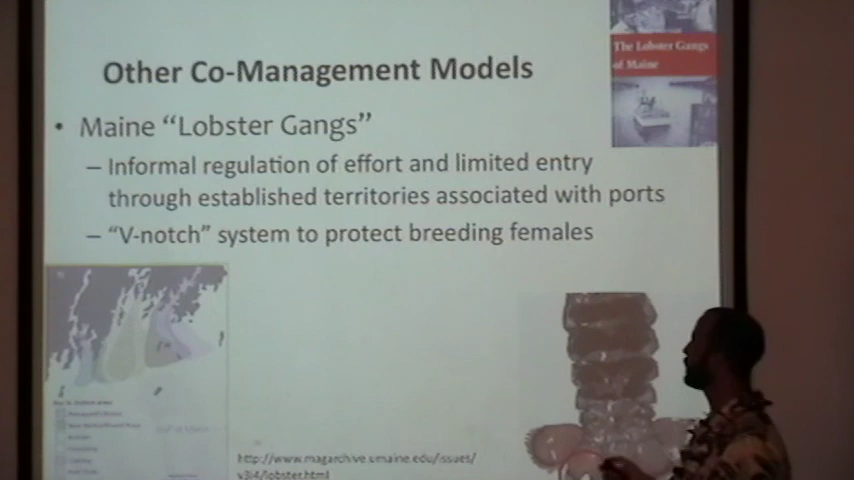 Other Co-Management Models
The Lobster Gangs
of Maine
• Maine “Lobster Gangs”
– Informal regulation of effort and limited entry
through established territories associated with ports
– “V-notch” system to protect breeding females
http://www.magarchive.umaine.edu/issues/
v3i4/lobster.html